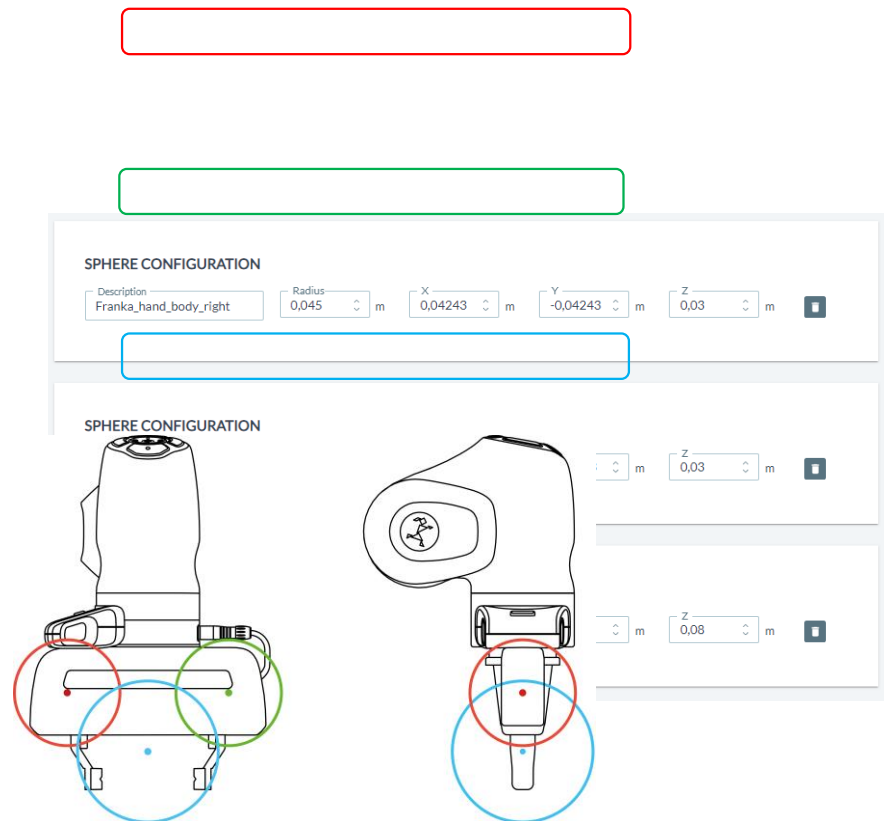 SPHERE CONFIGURATION
Description Radius X Y Z
Franka_hand_body_right 0,045 m 0,04243 m -0,04243 m 0,03 m
SPHERE CONFIGURATION
Z
m 0,03 m
Z
m 0,08 m